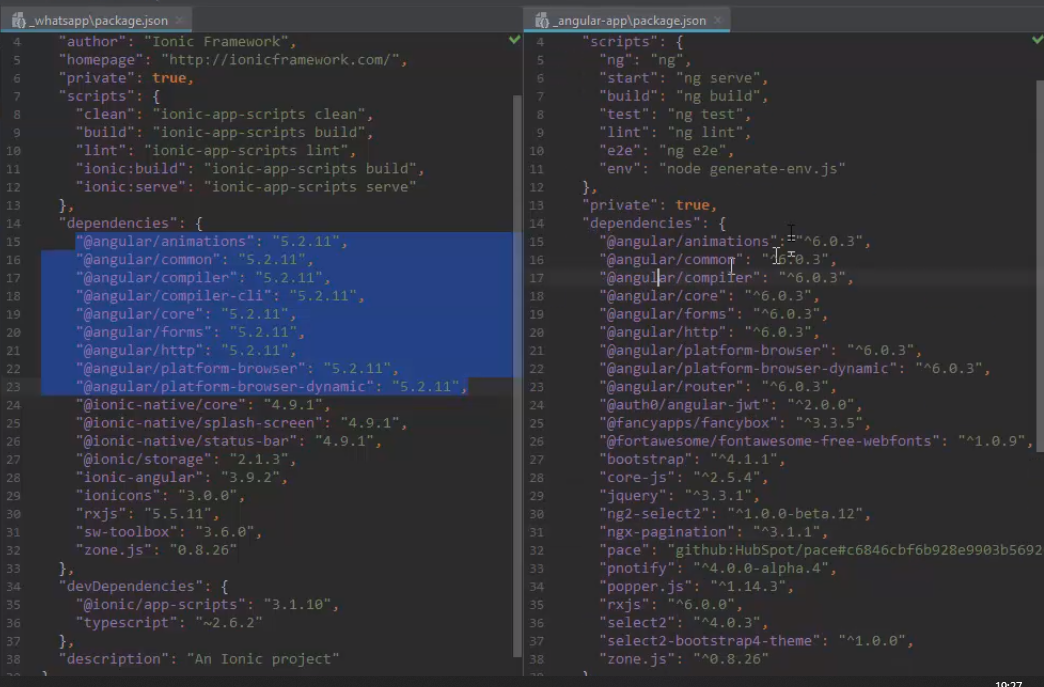 _whatsapp\package.json
4 "author": "Ionic Framework",
5 "homepage": "http://ionicframework.com/",
6 "private": true,
7 "scripts": {
8 "clean": "ionic-app-scripts clean",
9 "build": "ionic-app-scripts build",
10 "lint": "ionic-app-scripts lint",
11 "ionic:build": "ionic-app-scripts build",
12 "ionic:serve": "ionic-app-scripts serve"
13 },
14 "dependencies": {
15 "@angular/animations": "5.2.11",
16 "@angular/common": "5.2.11",
17 "@angular/compiler": "5.2.11",
18 "@angular/compiler-cli": "5.2.11",
19 "@angular/core": "5.2.11",
20 "@angular/forms": "5.2.11",
21 "@angular/http": "5.2.11",
22 "@angular/platform-browser": "5.2.11",
23 "@angular/platform-browser-dynamic": "5.2.11",
24 "@ionic-native/core": "4.9.1",
25 "@ionic-native/splash-screen": "4.9.1",
26 "@ionic-native/status-bar": "4.9.1",
27 "@ionic/storage": "2.1.3",
28 "ionic-angular": "3.9.2",
29 "ionicons": "3.0.0",
30 "rxjs": "5.5.11",
31 "sw-toolbox": "3.6.0",
32 "zone.js": "0.8.26"
33 },
34 "devDependencies": {
35 "@ionic/app-scripts": "3.1.10",
36 "typescript": "~2.6.2"
37 },
38 "description": "An Ionic project"
_angular-app\package.json
4 "scripts": {
5 "ng": "ng",
6 "start": "ng serve",
7 "build": "ng build",
8 "test": "ng test",
9 "lint": "ng lint",
10 "e2e": "ng e2e",
11 "env": "node generate-env.js"
12 },
13 "private": true,
14 "dependencies": {
15 "@angular/animations": "^6.0.3",
16 "@angular/common": "^6.0.3",
17 "@angular/compiler": "^6.0.3",
18 "@angular/core": "^6.0.3",
19 "@angular/forms": "^6.0.3",
20 "@angular/http": "^6.0.3",
21 "@angular/platform-browser": "^6.0.3",
22 "@angular/platform-browser-dynamic": "^6.0.3",
23 "@angular/router": "^6.0.3",
24 "@auth0/angular-jwt": "^2.0.0",
25 "@fancyapps/fancybox": "^3.3.5",
26 "@fortawesome/fontawesome-free-webfonts": "^1.0.9",
27 "bootstrap": "^4.1.1",
28 "core-js": "^2.5.4",
29 "jquery": "^3.3.1",
30 "ng2-select2": "^1.0.0-beta.12",
31 "ngx-pagination": "^3.1.1",
32 "pace": "github:HubSpot/pace#c6846cbf6b928e9903b5692
33 "pnotify": "^4.0.0-alpha.4",
34 "popper.js": "^1.14.3",
35 "rxjs": "^6.0.0",
36 "select2": "^4.0.3",
37 "select2-bootstrap4-theme": "^1.0.0",
38 "zone.js": "^0.8.26"